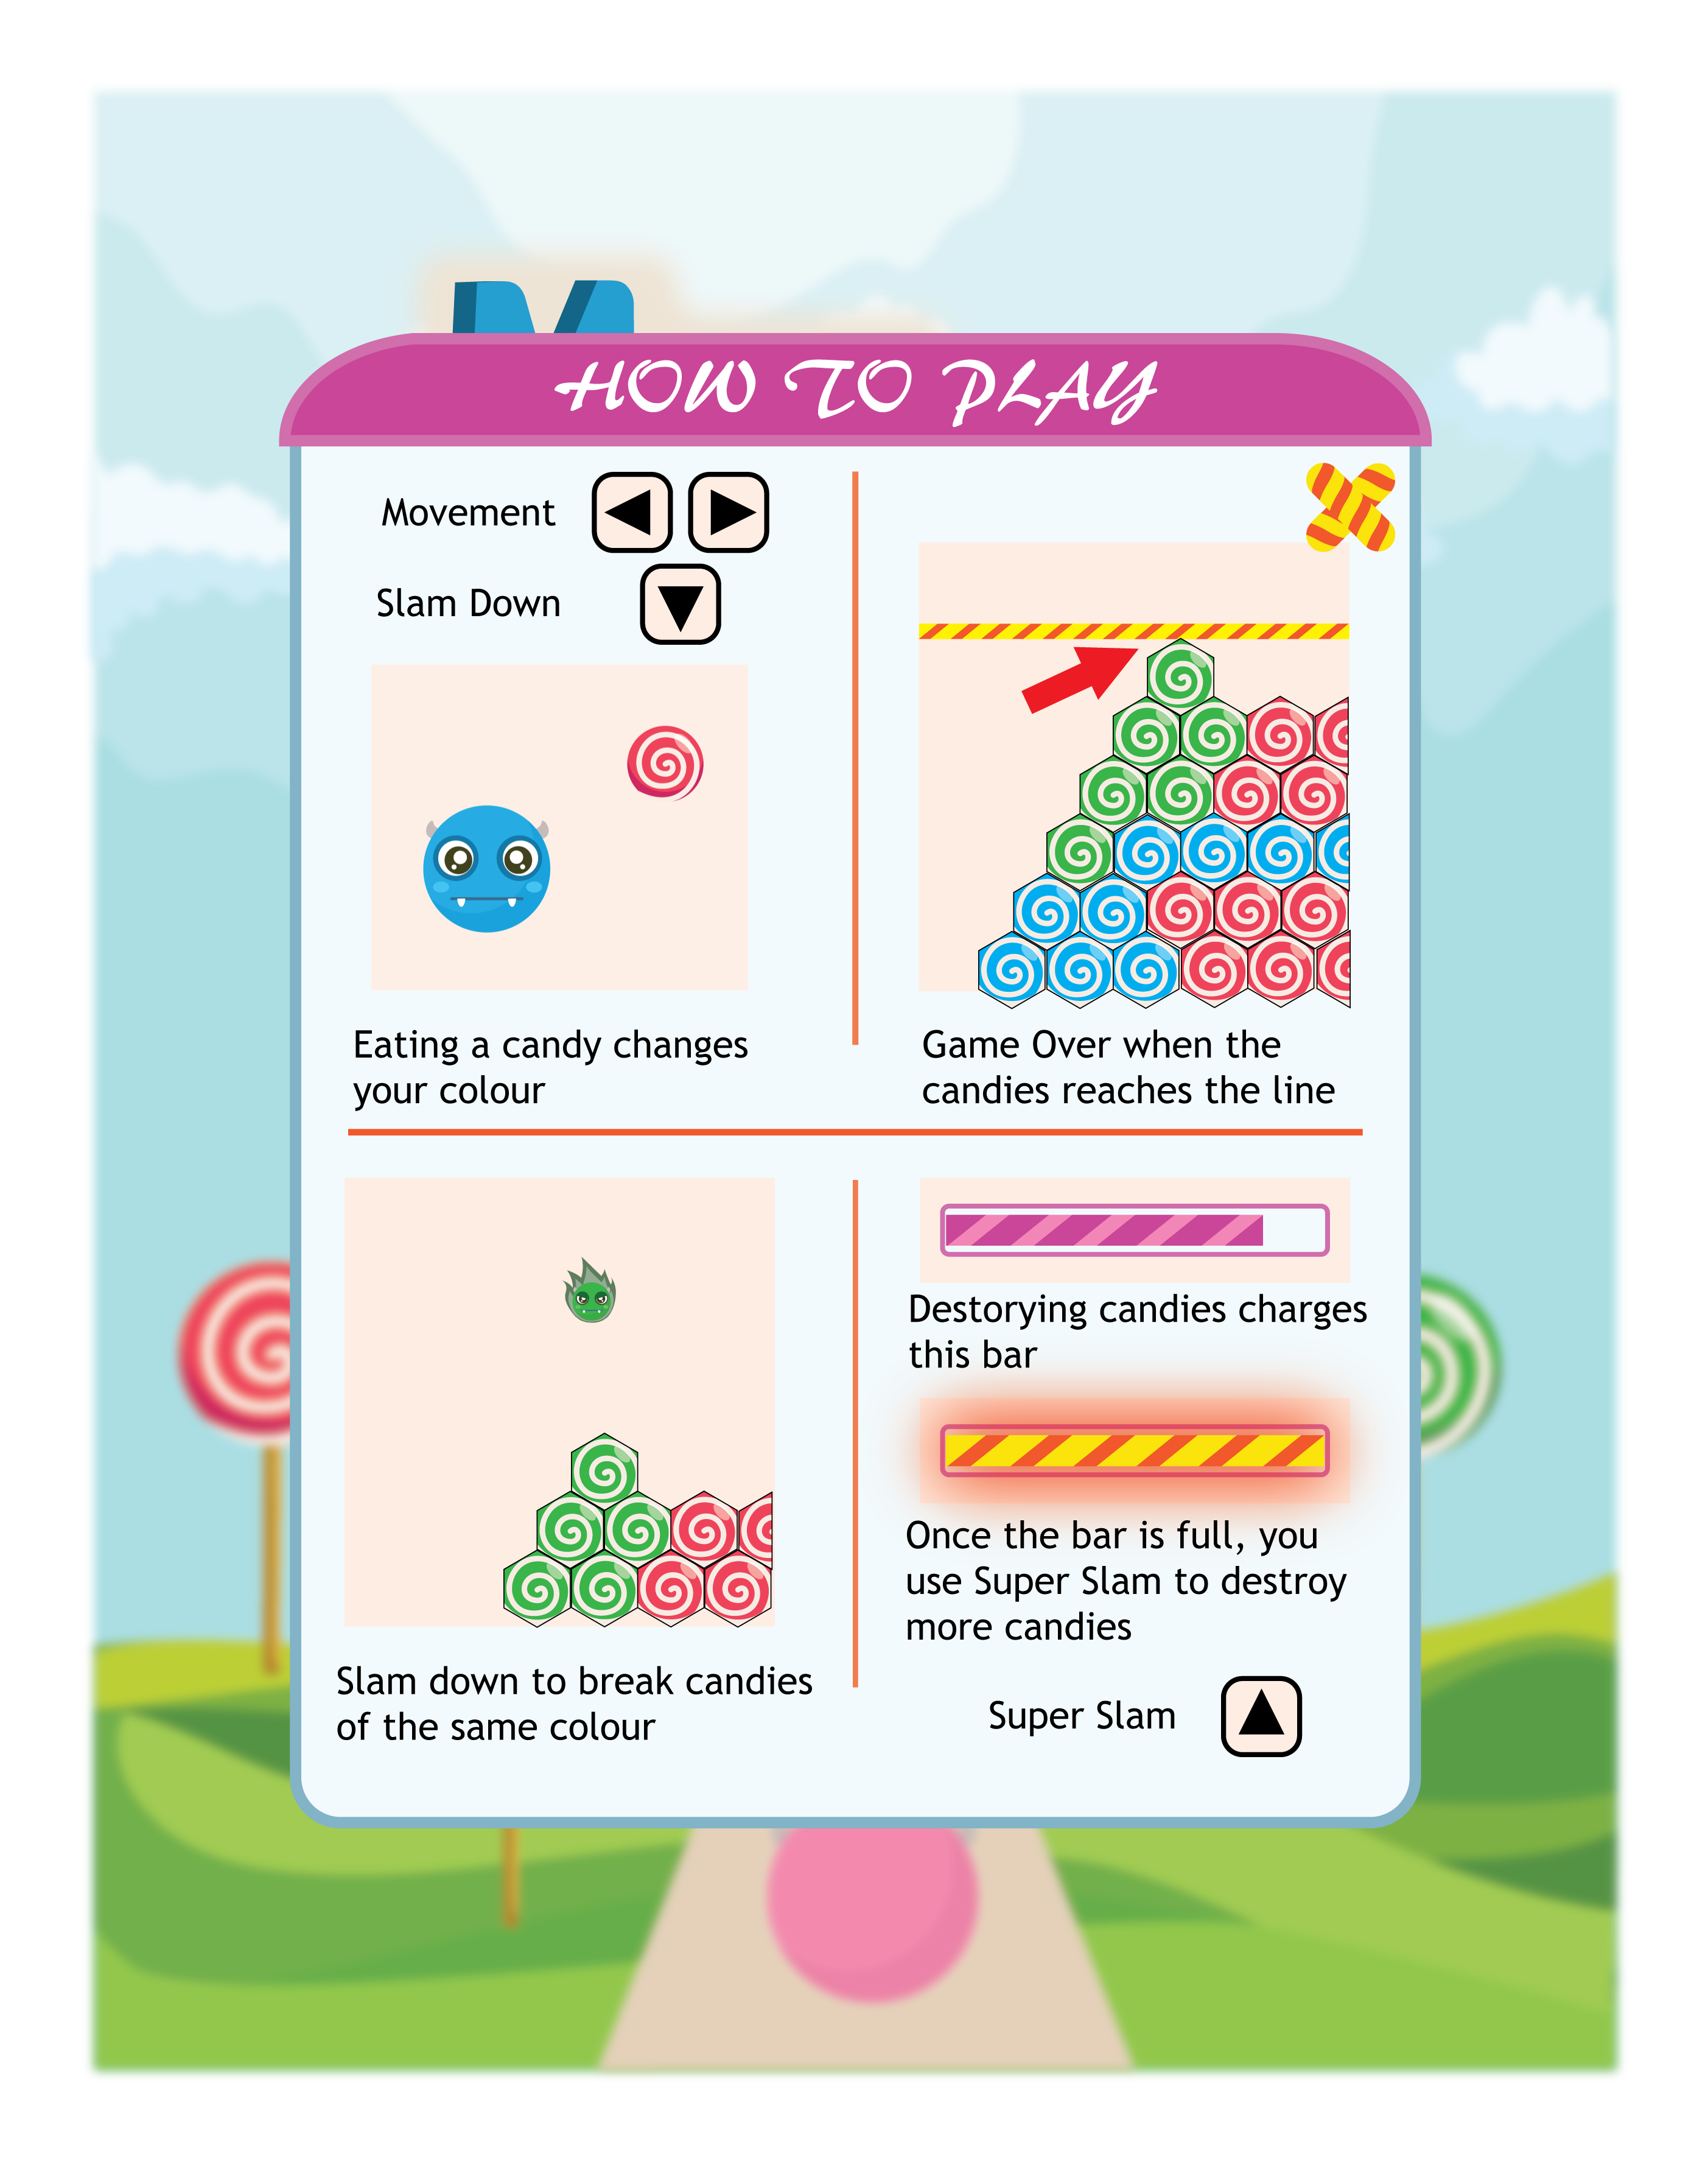 HOW TO PLAY
Movement
Slam Down
Eating a candy changes
your colour
Game Over when the
candies reaches the line
Slam down to break candies
of the same colour
Destorying candies charges
this bar
Once the bar is full, you
use Super Slam to destroy
more candies
Super Slam